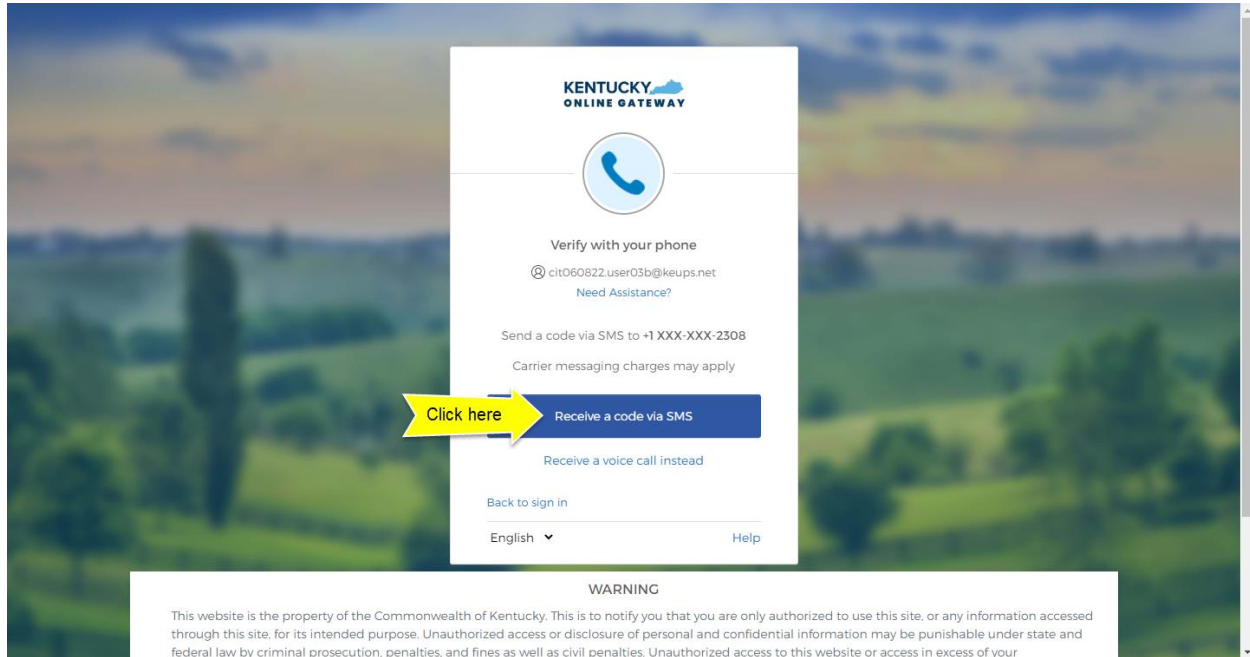 KENTUCKY
ONLINE GATEWAY
Verify with your phone
cit060822.user03b@keups.net
Need Assistance?
Send a code via SMS to +1 XXX-XXX-2308
Carrier messaging charges may apply
Click here
Receive a code via SMS
Receive a voice call instead
Back to sign in
English Help
WARNING
This website is the property of the Commonwealth of Kentucky. This is to notify you that you are only authorized to use this site, or any information accessed
through this site, for its intended purpose. Unauthorized access or disclosure of personal and confidential information may be punishable under state and
federal law by criminal prosecution, penalties, and fines as well as civil penalties. Unauthorized access to this website or access in excess of your